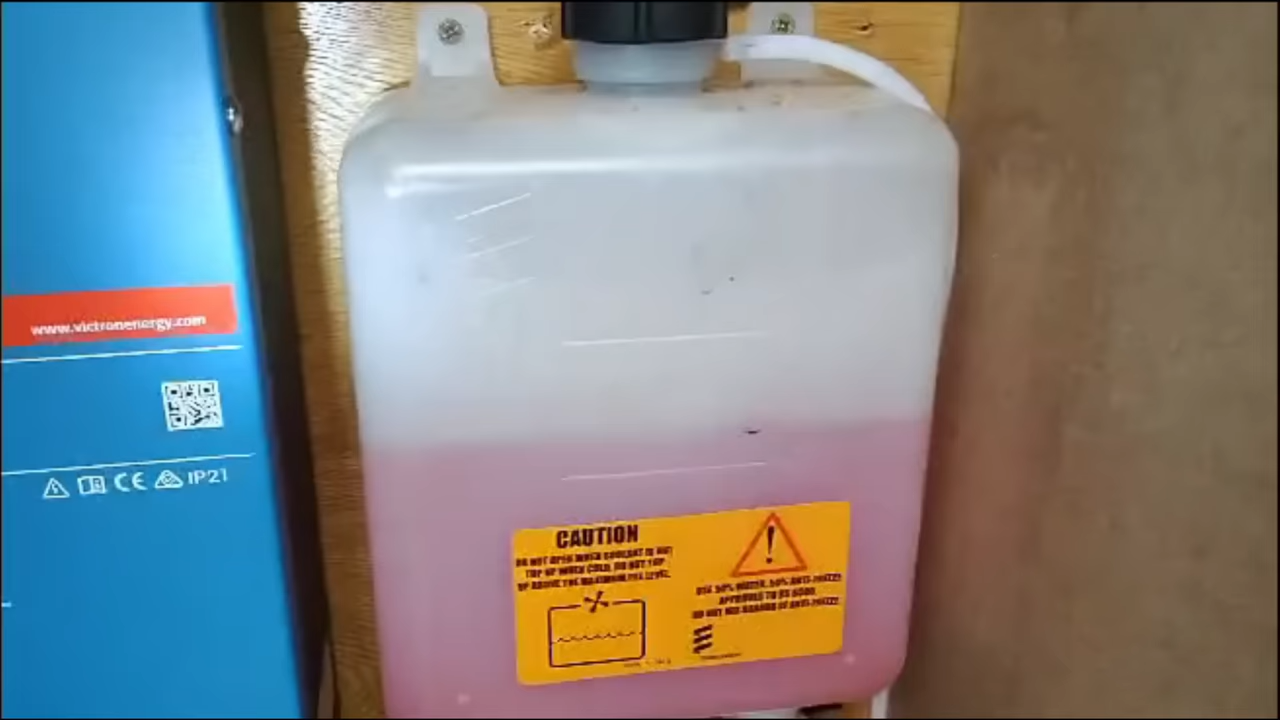 www.victronenergy.com
IP21
CAUTION
DO NOT OPEN WHEN COOLANT IS HOT
TOP UP WHEN COLD. DO NOT TOP
UP ABOVE THE MAXIMUM FILL LEVEL.
USE 50% WATER, 50% ANTI-FREEZE
APPROVED TO BS 6580
DO NOT MIX BRANDS OF ANTI-FREEZE